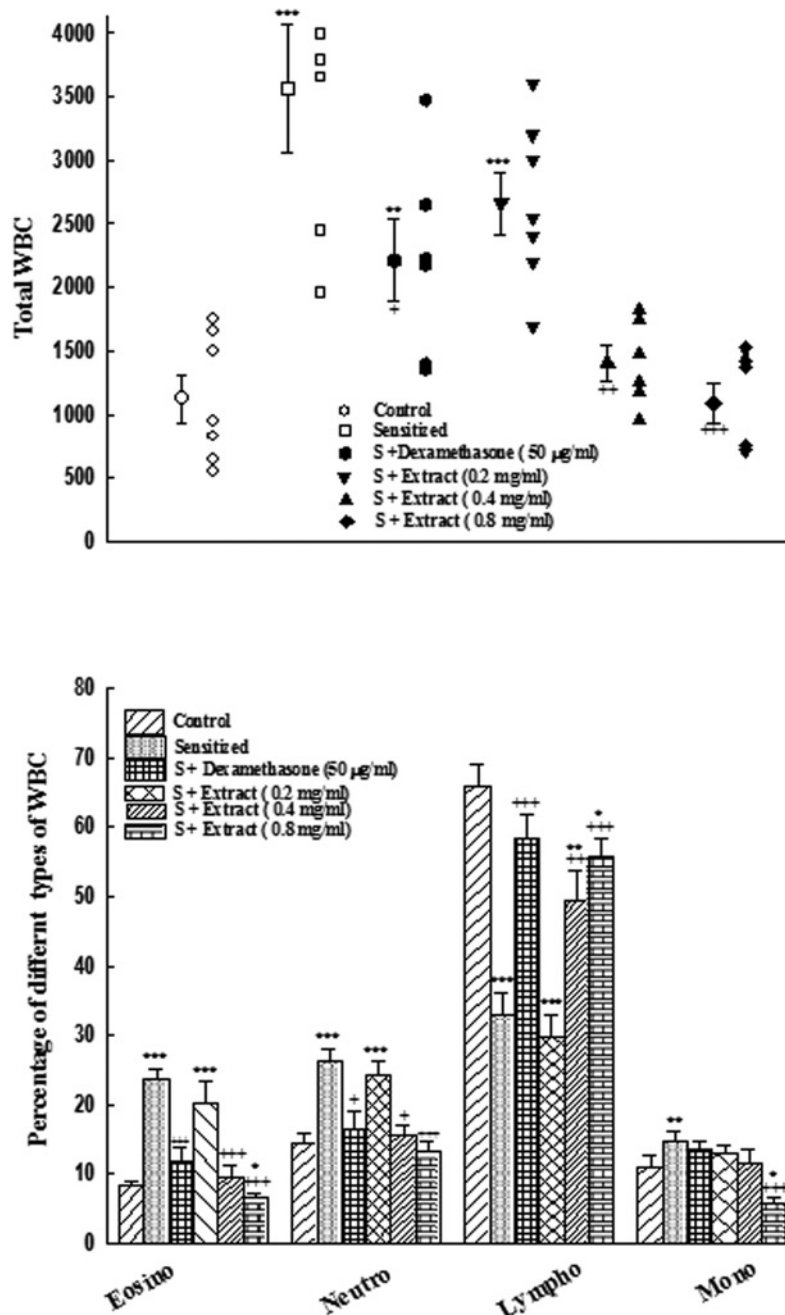 Total WBC
4000
3500
3000
2500
2000
1500
1000
500
0
***
**
+
***
++
+++
Control
Sensitized
S +Dexamethasone ( 50 µg/ml)
S + Extract (0.2 mg/ml)
S + Extract ( 0.4 mg/ml)
S + Extract ( 0.8 mg/ml)
Percentage of differnt types of WBC
80
70
60
50
40
30
20
10
0
Control
Sensitized
S + Dexamethasone (50 µg/ml)
S + Extract ( 0.2 mg/ml)
S + Extract ( 0.4 mg/ml)
S + Extract ( 0.8 mg/ml)
***
***
+++
*
+++
***
+
***
+
+++
***
+++
***
**
++
*
+++
**
*
+++
Eosino
Neutro
Lympho
Mono